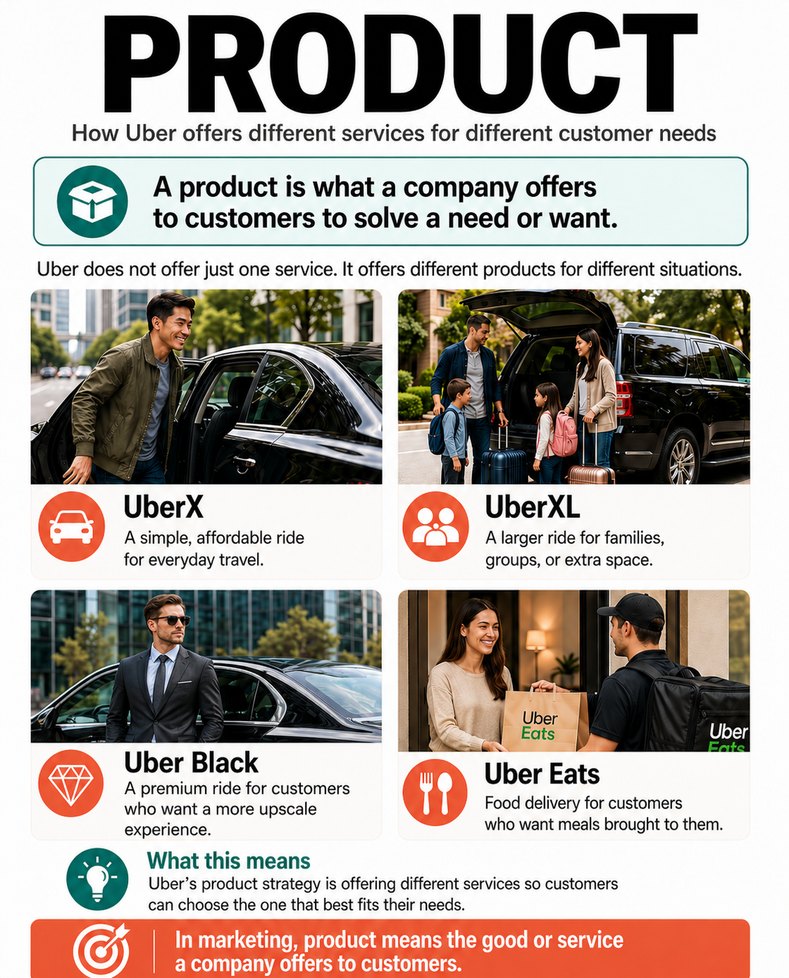 PRODUCT
How Uber offers different services for different customer needs
A product is what a company offers
to customers to solve a need or want.
Uber does not offer just one service. It offers different products for different situations.
UberX
A simple, affordable ride
for everyday travel.
UberXL
A larger ride for families,
groups, or extra space.
Uber Black
A premium ride for customers
who want a more upscale
experience.
Uber
Eats
Uber
Eats
Uber Eats
Food delivery for customers
who want meals brought to them.
What this means
Uber's product strategy is offering different services so customers
can choose the one that best fits their needs.
In marketing, product means the good or service
a company offers to customers.